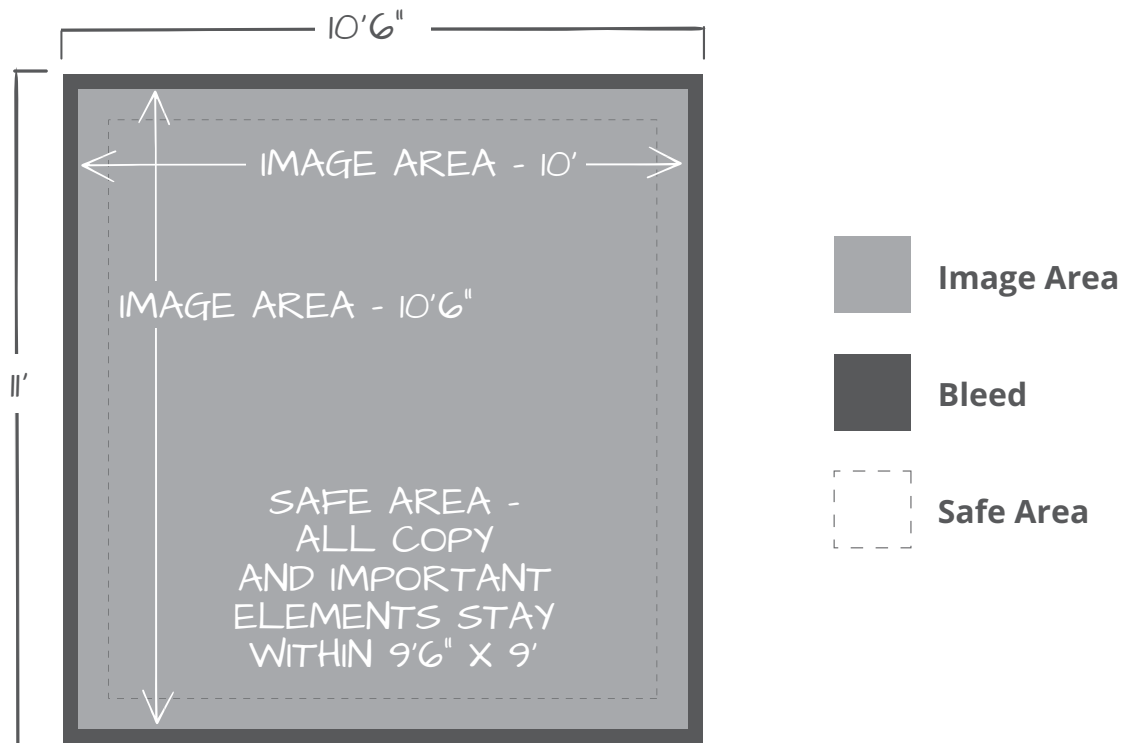 10'6"
IMAGE AREA - 10'
IMAGE AREA - 10'6"
11'
SAFE AREA -
ALL COPY
AND IMPORTANT
ELEMENTS STAY
WITHIN 9'6" X 9'
Image Area
Bleed
Safe Area